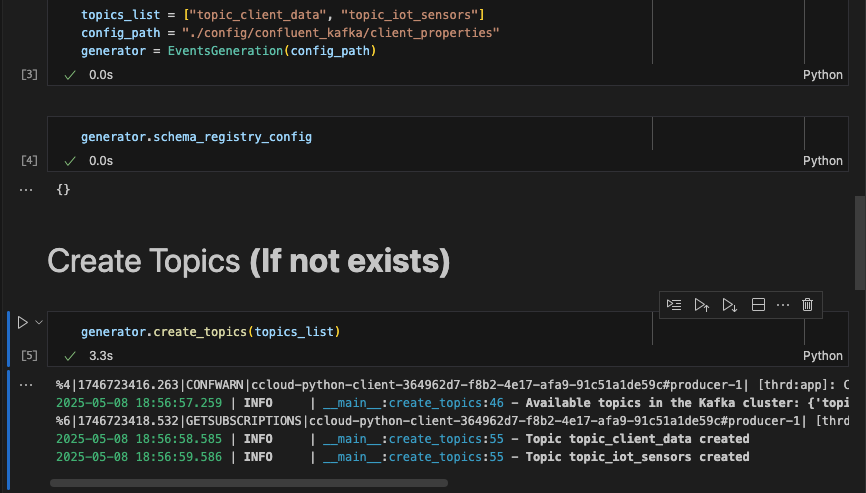 topics_list = ["topic_client_data", "topic_iot_sensors"]
config_path = "./config/confluent_kafka/client_properties"
generator = EventsGeneration(config_path)
[3] ✓ 0.0s Python
generator.schema_registry_config
[4] ✓ 0.0s Python
... {}
Create Topics (If not exists)
generator.create_topics(topics_list)
[5] ✓ 3.3s Python
... %4|1746723416.263|CONFWARN|ccloud-python-client-364962d7-f8b2-4e17-afa9-91c51a1de59c#producer-1| [thrd:app]: C
2025-05-08 18:56:57.259 | INFO     | __main__:create_topics:46 - Available topics in the Kafka cluster: {'topi
%6|1746723418.532|GETSUBSCRIPTIONS|ccloud-python-client-364962d7-f8b2-4e17-afa9-91c51a1de59c#producer-1| [thrd
2025-05-08 18:56:58.585 | INFO     | __main__:create_topics:55 - Topic topic_client_data created
2025-05-08 18:56:59.586 | INFO     | __main__:create_topics:55 - Topic topic_iot_sensors created